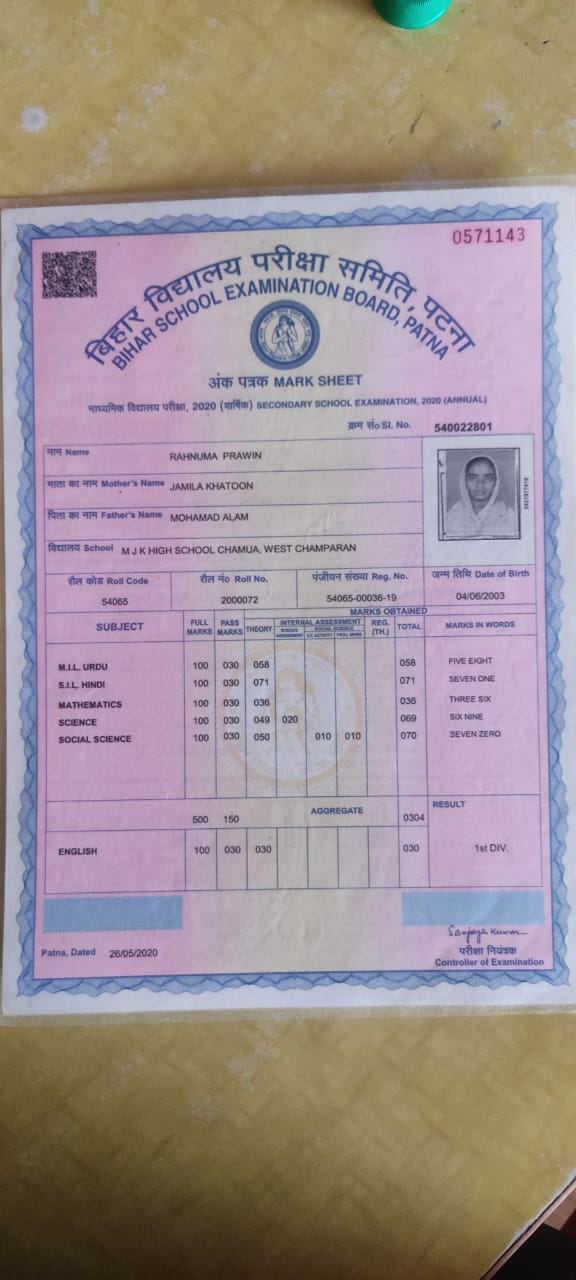 0571143
बिहार विद्यालय परीक्षा समिति, पटना
BIHAR SCHOOL EXAMINATION BOARD, PATNA
अंक पत्रक MARK SHEET
माध्यमिक विद्यालय परीक्षा, 2020 (वार्षिक) SECONDARY SCHOOL EXAMINATION, 2020 (ANNUAL)
क्रम सं० Sl. No. 540022801
नाम Name RAHNUMA PRAWIN
माता का नाम Mother's Name JAMILA KHATOON
पिता का नाम Father's Name MOHAMAD ALAM
विद्यालय School M J K HIGH SCHOOL CHAMUA, WEST CHAMPARAN
रौल कोड Roll Code रौल नं० Roll No. पंजीयन संख्या Reg. No. जन्म तिथि Date of Birth
54065 2000072 54065-00036-19 04/06/2003
MARKS OBTAINED
SUBJECT FULL MARKS PASS MARKS THEORY INTERNAL ASSESSMENT REG. (TH.) TOTAL MARKS IN WORDS
SOCIAL SCIENCE
M.I.L. URDU 100 030 058 058 FIVE EIGHT
S.I.L. HINDI 100 030 071 071 SEVEN ONE
MATHEMATICS 100 030 036 036 THREE SIX
SCIENCE 100 030 049 020 069 SIX NINE
SOCIAL SCIENCE 100 030 050 010 010 070 SEVEN ZERO
500 150 AGGREGATE 0304 RESULT
ENGLISH 100 030 030 030 1st DIV.
Sanjaya Kumar
Patna, Dated 26/05/2020
परीक्षा नियंत्रक
Controller of Examination